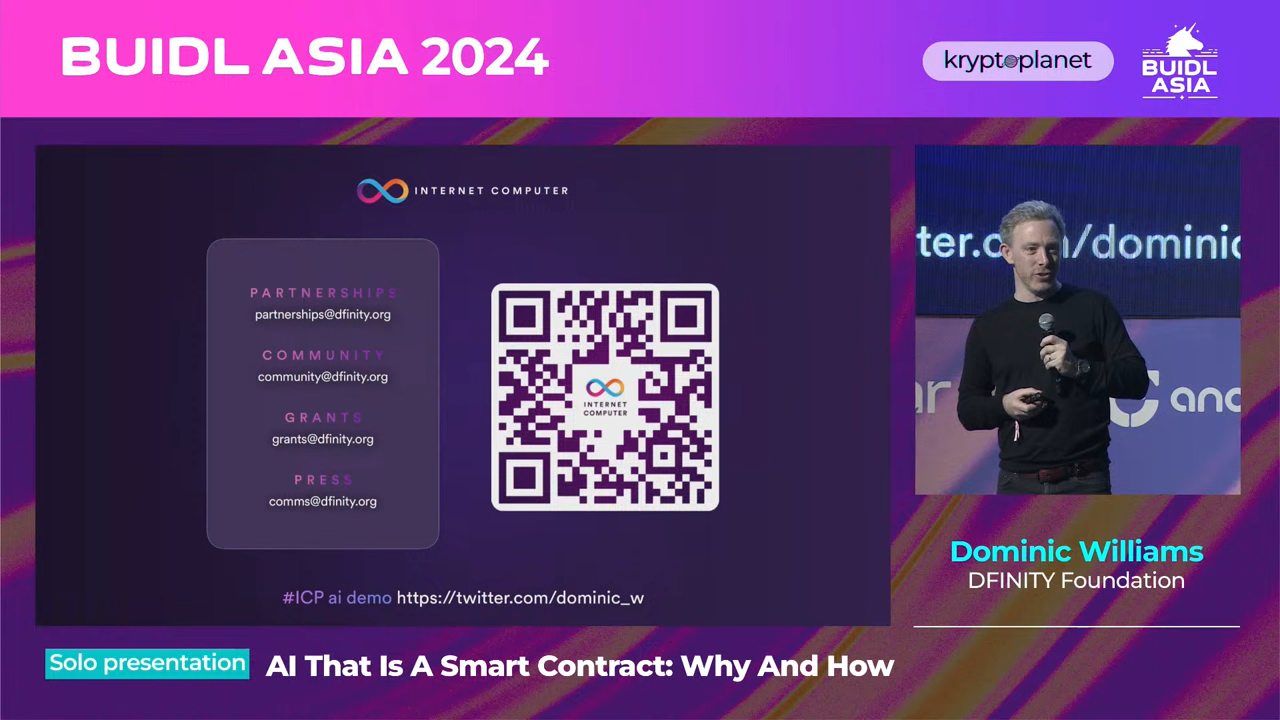 BUIDL ASIA 2024
kryptoplanet
BUIDL
ASIA
INTERNET COMPUTER
PARTNERSHIPS
partnerships@dfinity.org
COMMUNITY
community@dfinity.org
GRANTS
grants@dfinity.org
PRESS
comms@dfinity.org
INTERNET
COMPUTER
#ICP ai demo https://twitter.com/dominic_w
ter.c /dominic
ar
and
Dominic Williams
DFINITY Foundation
Solo presentation AI That Is A Smart Contract: Why And How